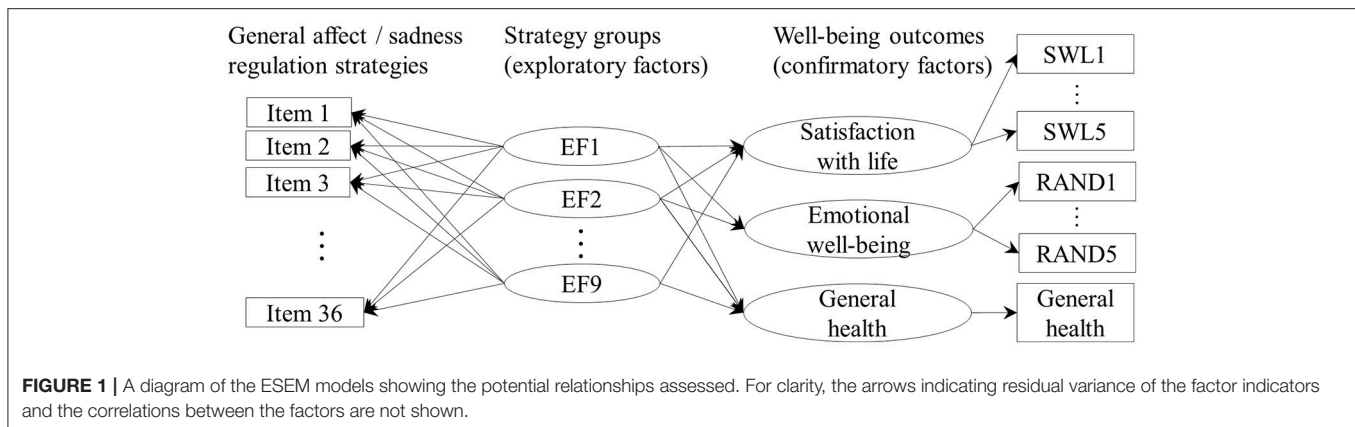 General affect / sadness
regulation strategies
Strategy groups
(exploratory factors)
Well-being outcomes
(confirmatory factors)
Item 1
Item 2
Item 3
⋮
Item 36
EF1
EF2
⋮
EF9
Satisfaction
with life
Emotional
well-being
General
health
SWL1
⋮
SWL5
RAND1
⋮
RAND5
General
health
FIGURE 1 | A diagram of the ESEM models showing the potential relationships assessed. For clarity, the arrows indicating residual variance of the factor indicators
and the correlations between the factors are not shown.